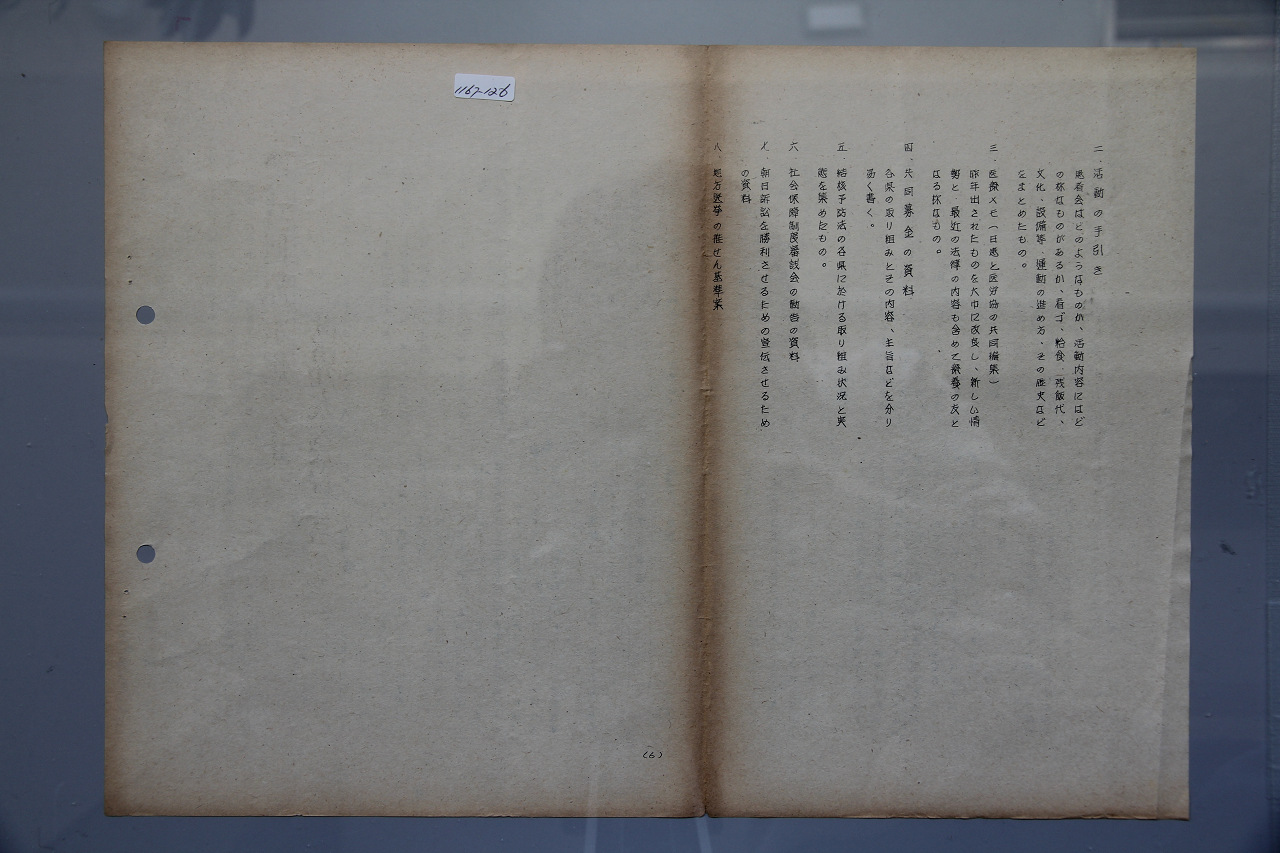 1167-126
二、活動の手引き
患者会はどのようなものか、活動内容にはど
の様なものがあるか、看ゴ、給食、残飯代、
文化、設備等、運動の進め方、その歴史など
をまとめたもの。
三、医療メモ（日患と医労協の共同編集）
昨年出されたものを大巾に改良し、新しい情
勢と、最近の法律の内容も含めて療養の友と
なる様なもの。
四、共同募金の資料
各県の取り組みとその内容、主旨などを分り
易く書く。
五、結核予防法の各県に於ける取り組み状況と実
態を集めたもの。
六、社会保障制度審議会の勧告の資料
七、朝日訴訟を勝利させるための宣伝させるため
の資料
八、地方選挙の推せん基準案
(6)